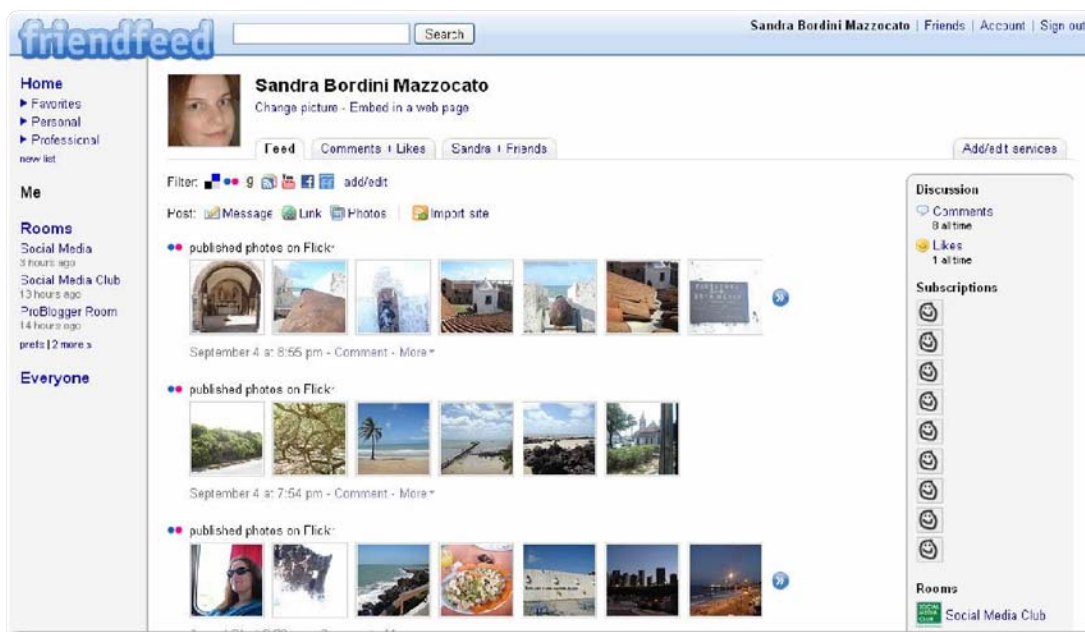 friendfeed
Search
Sandra Bordini Mazzocato | Friends | Account | Sign out
Home
Favorites
Personal
Professional
new list
Me
Rooms
Social Media
3 hours ago
Social Media Club
13 hours ago
ProBlogger Room
14 hours ago
prefs | 2 more »
Everyone
Sandra Bordini Mazzocato
Change picture - Embed in a web page
Feed
Comments + Likes
Sandra + Friends
Add/edit services
Filter: add/edit
Post: Message Link Photos | Import site
published photos on Flickr
September 4 at 8:55 pm - Comment - More
published photos on Flickr
September 4 at 7:54 pm - Comment - More
published photos on Flickr
Discussion
Comments
8 all time
Likes
1 all time
Subscriptions
Rooms
SOCIAL MEDIA CLUB
Social Media Club